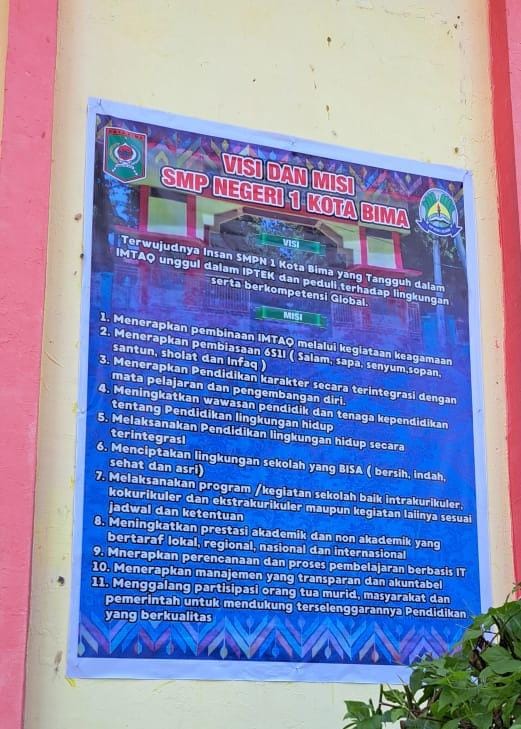 VISI DAN MISI
SMP NEGERI 1 KOTA BIMA
VISI
Terwujudnya Insan SMPN 1 Kota Bima yang Tangguh dalam
IMTAQ unggul dalam IPTEK dan peduli terhadap lingkungan
serta berkompetensi Global.
MISI
1. Menerapkan pembinaan IMTAQ melalui kegiataan keagamaan
2. Menerapkan pembiasaan 6S1I ( Salam, sapa, senyum.sopan,
santun, sholat dan Infaq )
3. Menerapkan Pendidikan karakter secara terintegrasi dengan
mata pelajaran dan pengembangan diri.
4. Meningkatkan wawasan pendidik dan tenaga kependidikan
tentang Pendidikan lingkungan hidup
5. Melaksanakan Pendidikan lingkungan hidup secara
terintegrasI
6. Menciptakan lingkungan sekolah yang BISA ( bersih, indah,
sehat dan asri)
7. Melaksanakan program /kegiatan sekolah baik intrakurikuler,
kokurikuler dan ekstrakurikuler maupun kegiatan laiinya sesuai
jadwal dan ketentuan
8. Meningkatkan prestasi akademik dan non akademik yang
bertaraf lokal, regional, nasional dan internasional
9. Mnerapkan perencanaan dan proses pembelajaran berbasis IT
10. Menerapkan manajemen yang transparan dan akuntabel
11. Menggalang partisipasi orang tua murid, masyarakat dan
pemerintah untuk mendukung terselenggarannya Pendidikan
yang berkualitas